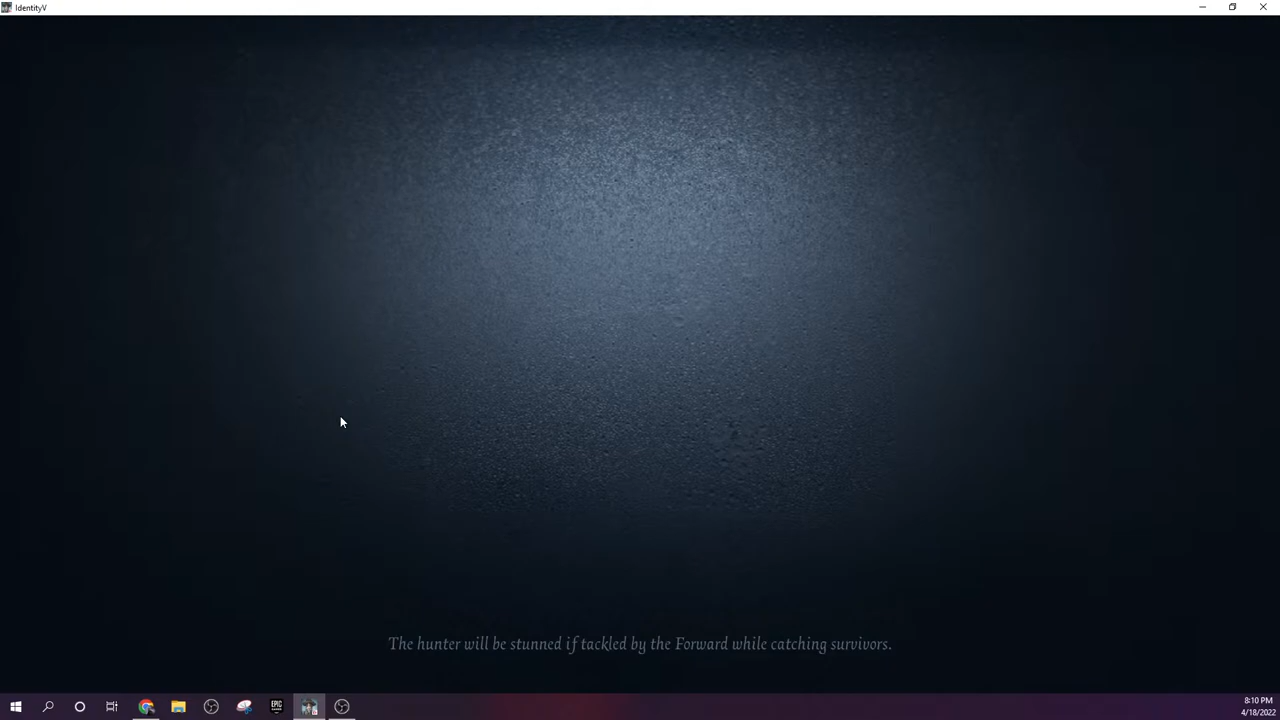 IdentityV
The hunter will be stunned if tackled by the Forward while catching survivors.
EPIC
8:10 PM
4/18/2022